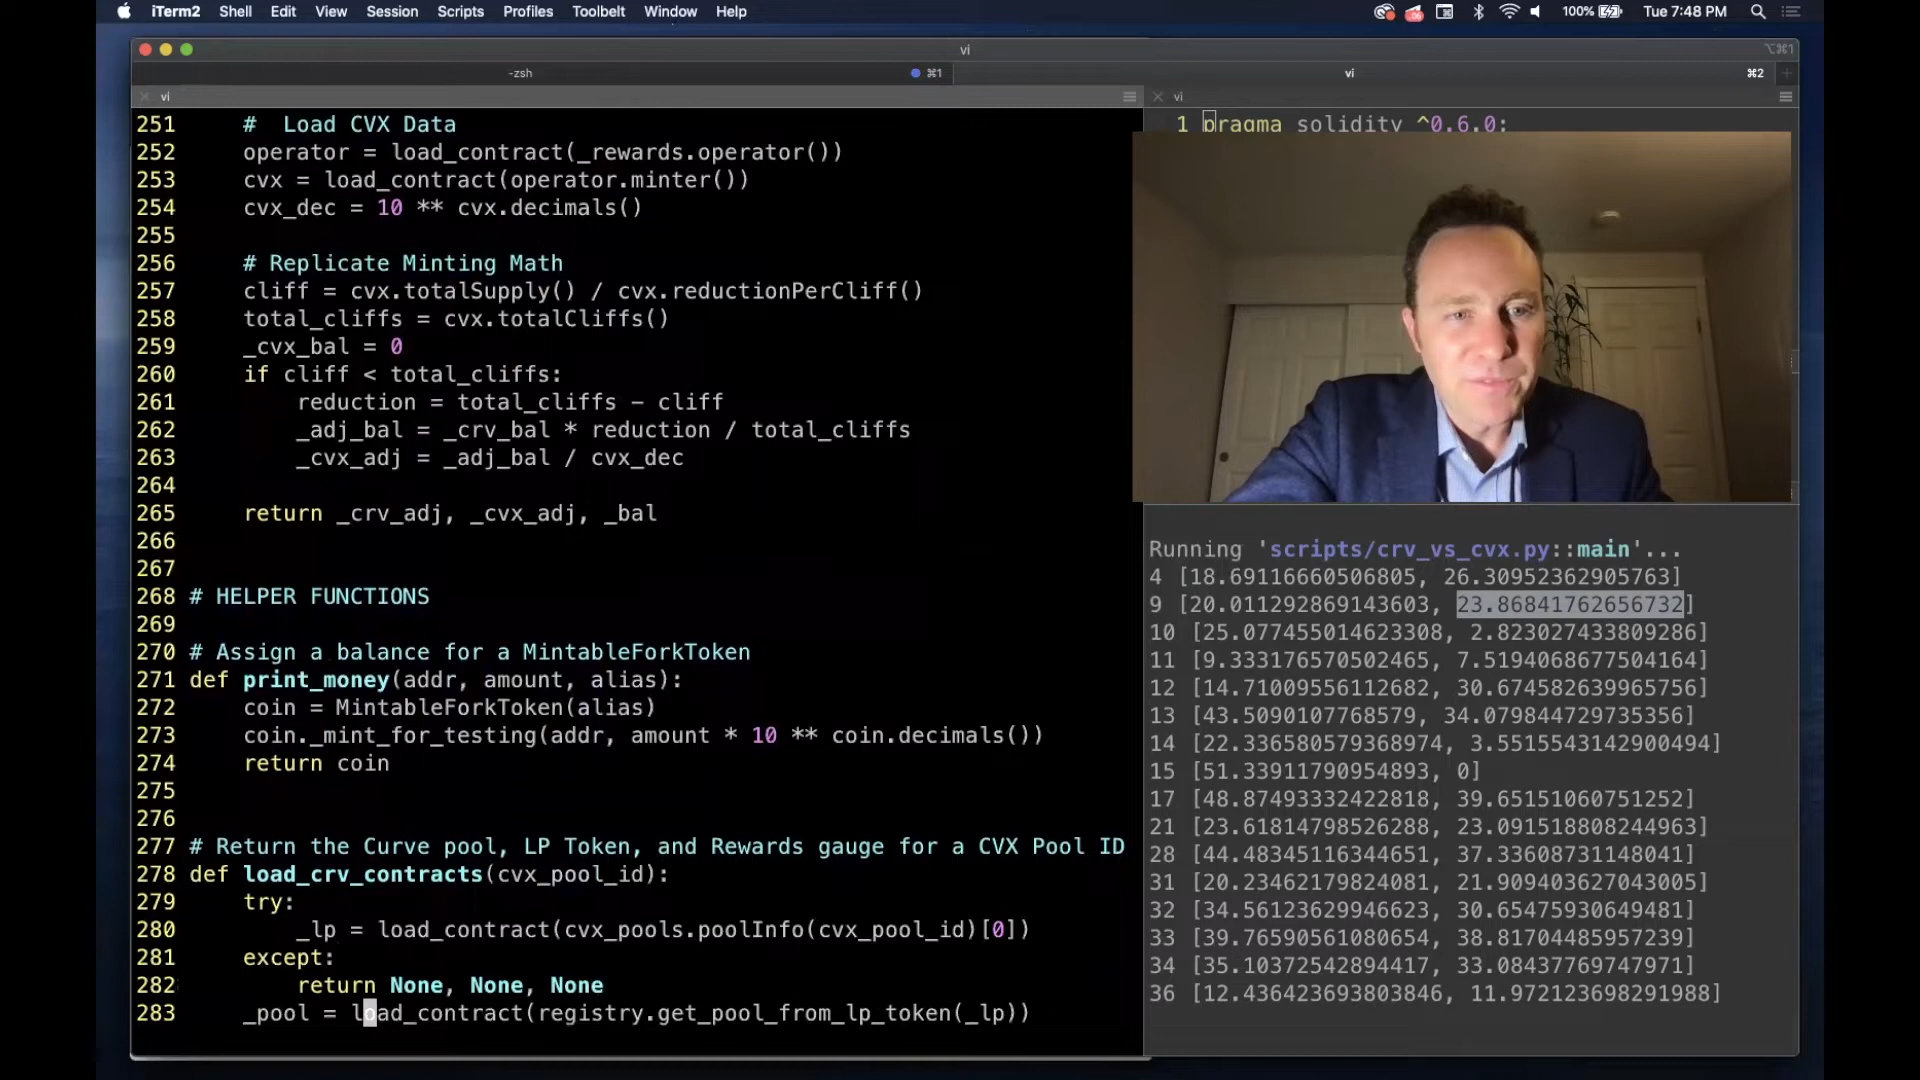 iTerm2 Shell Edit View Session Scripts Profiles Toolbelt Window Help 100% Tue 7:48 PM
vi ⌥⌘1
-zsh ⌘1 vi ⌘2
vi
251 # Load CVX Data
252 operator = load_contract(_rewards.operator())
253 cvx = load_contract(operator.minter())
254 cvx_dec = 10 ** cvx.decimals()
255
256 # Replicate Minting Math
257 cliff = cvx.totalSupply() / cvx.reductionPerCliff()
258 total_cliffs = cvx.totalCliffs()
259 _cvx_bal = 0
260 if cliff < total_cliffs:
261 reduction = total_cliffs - cliff
262 _adj_bal = _crv_bal * reduction / total_cliffs
263 _cvx_adj = _adj_bal / cvx_dec
264
265 return _crv_adj, _cvx_adj, _bal
266
267
268 # HELPER FUNCTIONS
269
270 # Assign a balance for a MintableForkToken
271 def print_money(addr, amount, alias):
272 coin = MintableForkToken(alias)
273 coin._mint_for_testing(addr, amount * 10 ** coin.decimals())
274 return coin
275
276
277 # Return the Curve pool, LP Token, and Rewards gauge for a CVX Pool ID
278 def load_crv_contracts(cvx_pool_id):
279 try:
280 _lp = load_contract(cvx_pools.poolInfo(cvx_pool_id)[0])
281 except:
282 return None, None, None
283 _pool = load_contract(registry.get_pool_from_lp_token(_lp))
vi
1 pragma solidity ^0.6.0;
Running 'scripts/crv_vs_cvx.py::main'...
4 [18.69116660506805, 26.30952362905763]
9 [20.011292869143603, 23.86841762656732]
10 [25.077455014623308, 2.823027433809286]
11 [9.333176570502465, 7.5194068677504164]
12 [14.71009556112682, 30.674582639965756]
13 [43.5090107768579, 34.079844729735356]
14 [22.336580579368974, 3.5515543142900494]
15 [51.33911790954893, 0]
17 [48.87493332422818, 39.65151060751252]
21 [23.61814798526288, 23.091518808244963]
28 [44.48345116344651, 37.33608731148041]
31 [20.23462179824081, 21.909403627043005]
32 [34.56123629946623, 30.65475930649481]
33 [39.76590561080654, 38.81704485957239]
34 [35.10372542894417, 33.08437769747971]
36 [12.436423693803846, 11.972123698291988]